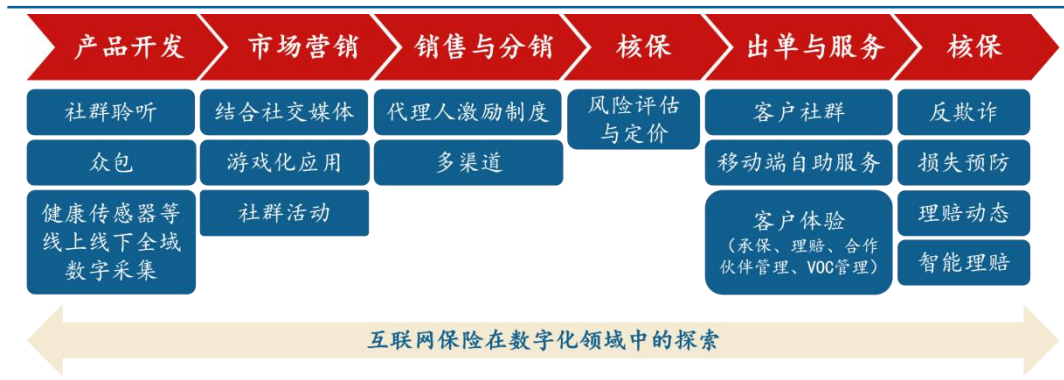 产品开发
市场营销
销售与分销
核保
出单与服务
核保
社群聆听
众包
健康传感器等
线上线下全域
数字采集
结合社交媒体
游戏化应用
社群活动
代理人激励制度
多渠道
风险评估
与定价
客户社群
移动端自助服务
客户体验
（承保、理赔、合作
伙伴管理、VOC管理）
反欺诈
损失预防
理赔动态
智能理赔
互联网保险在数字化领域中的探索